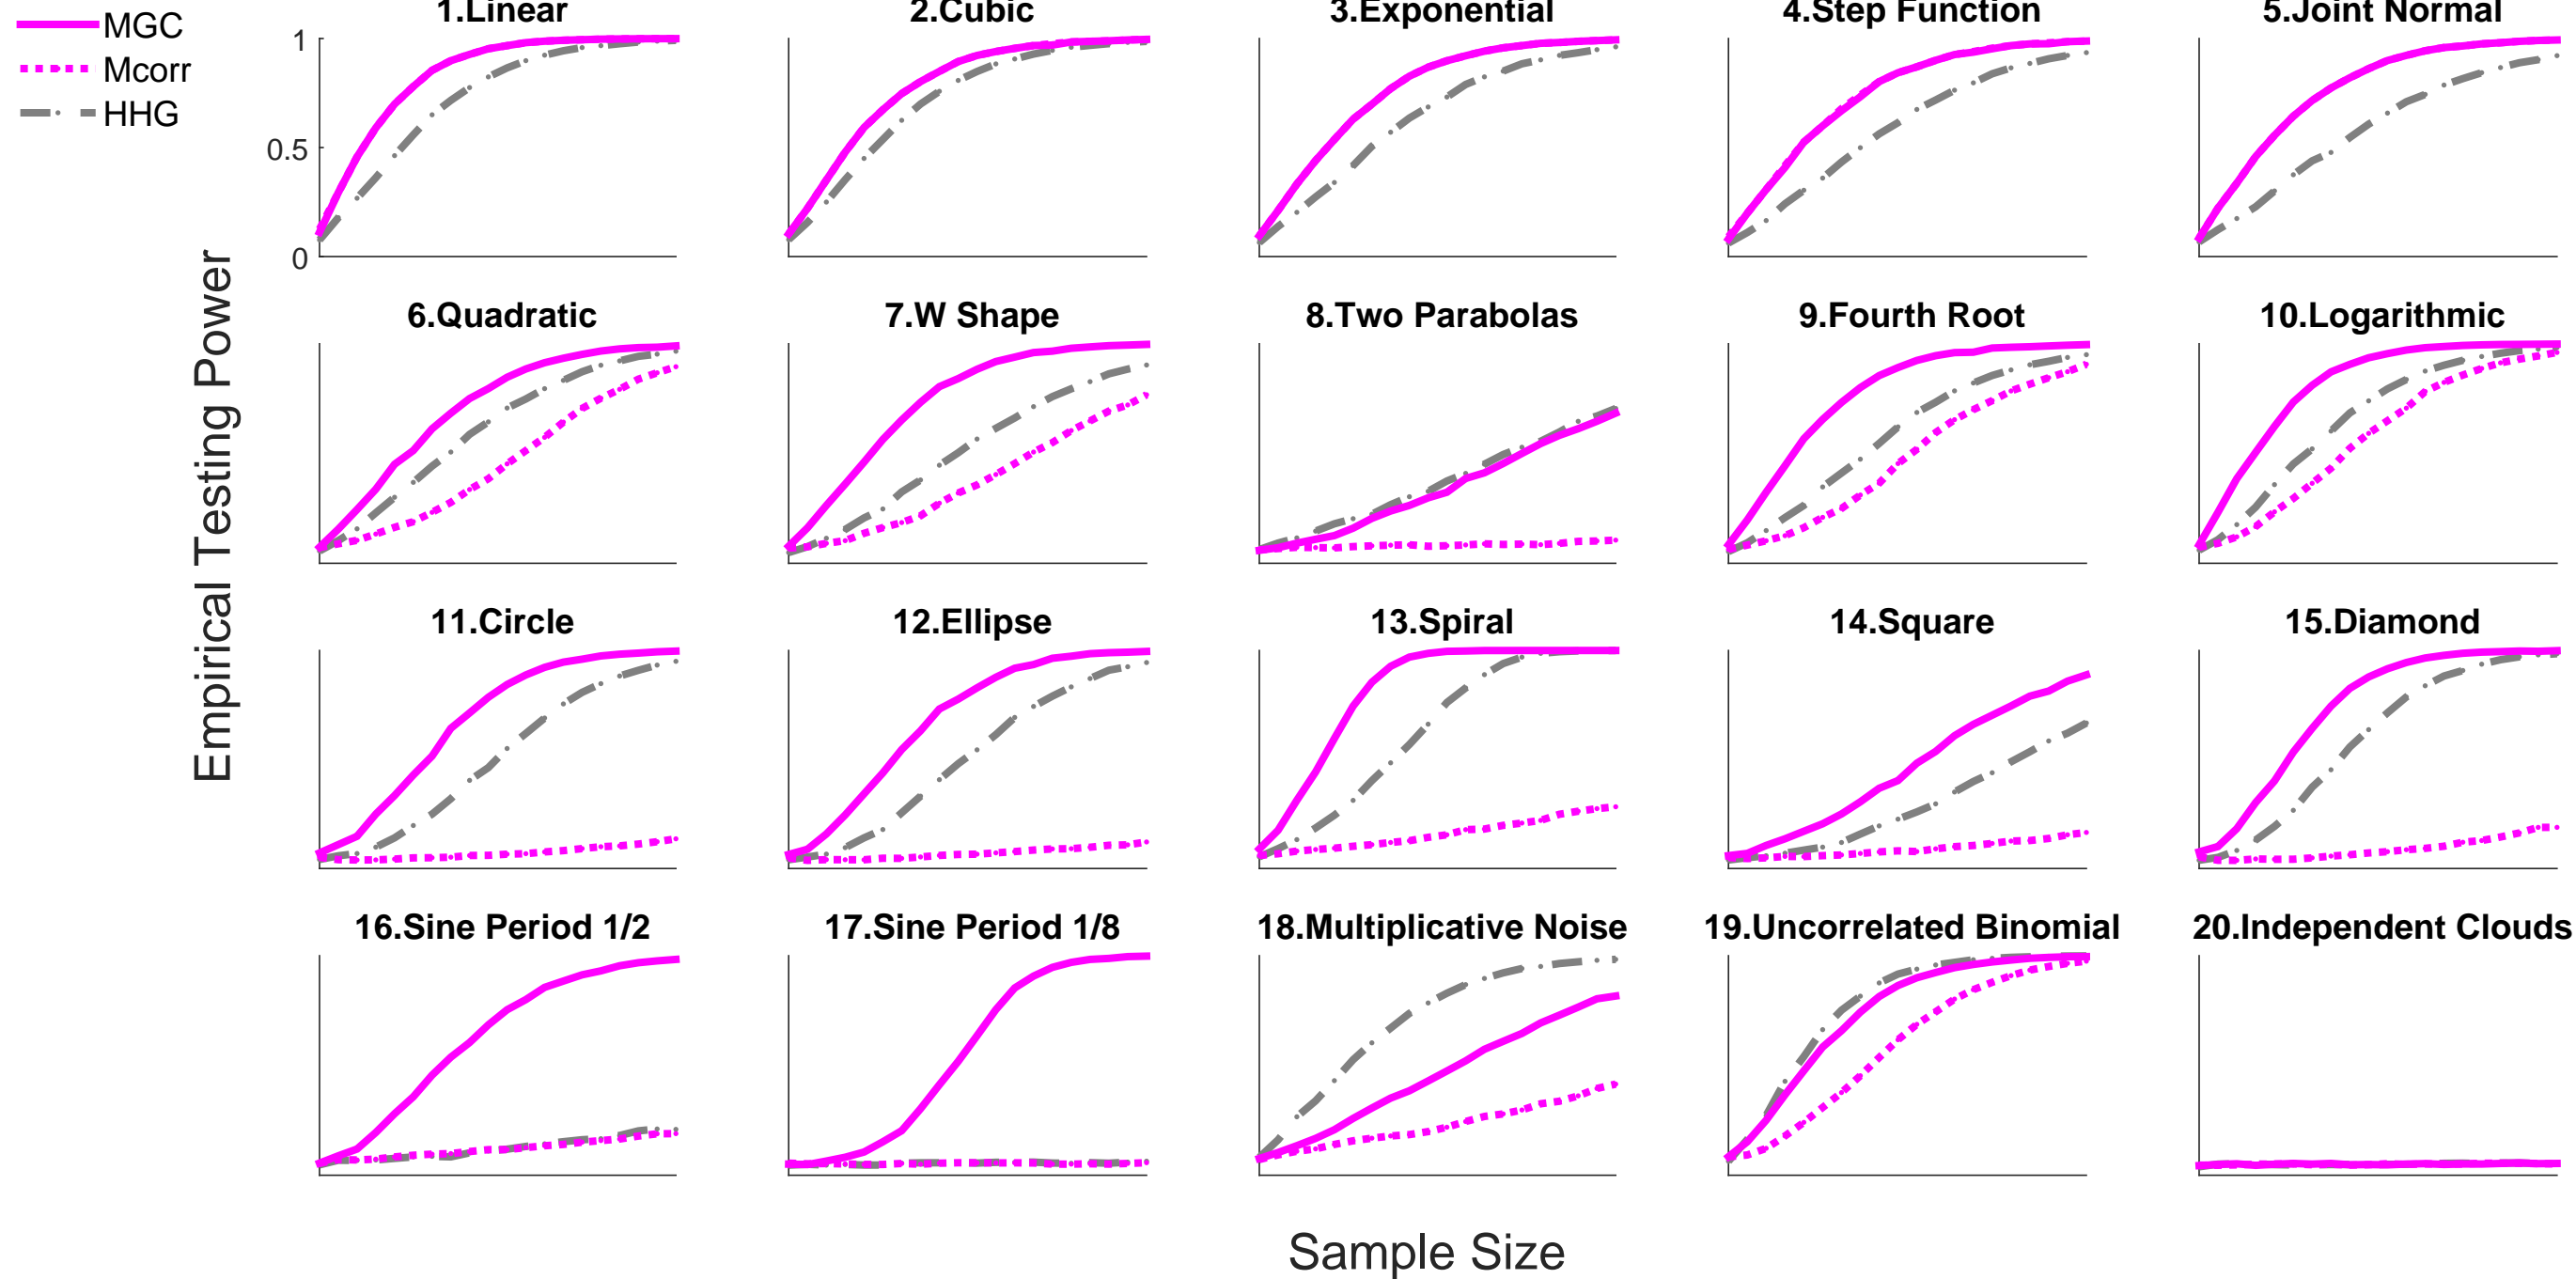 MGC
Mcorr
HHG
1.Linear
2.Cubic
3.Exponential
4.Step Function
5.Joint Normal
1
0.5
0
Empirical Testing Power
6.Quadratic
7.W Shape
8.Two Parabolas
9.Fourth Root
10.Logarithmic
11.Circle
12.Ellipse
13.Spiral
14.Square
15.Diamond
16.Sine Period 1/2
17.Sine Period 1/8
18.Multiplicative Noise
19.Uncorrelated Binomial
20.Independent Clouds
Sample Size